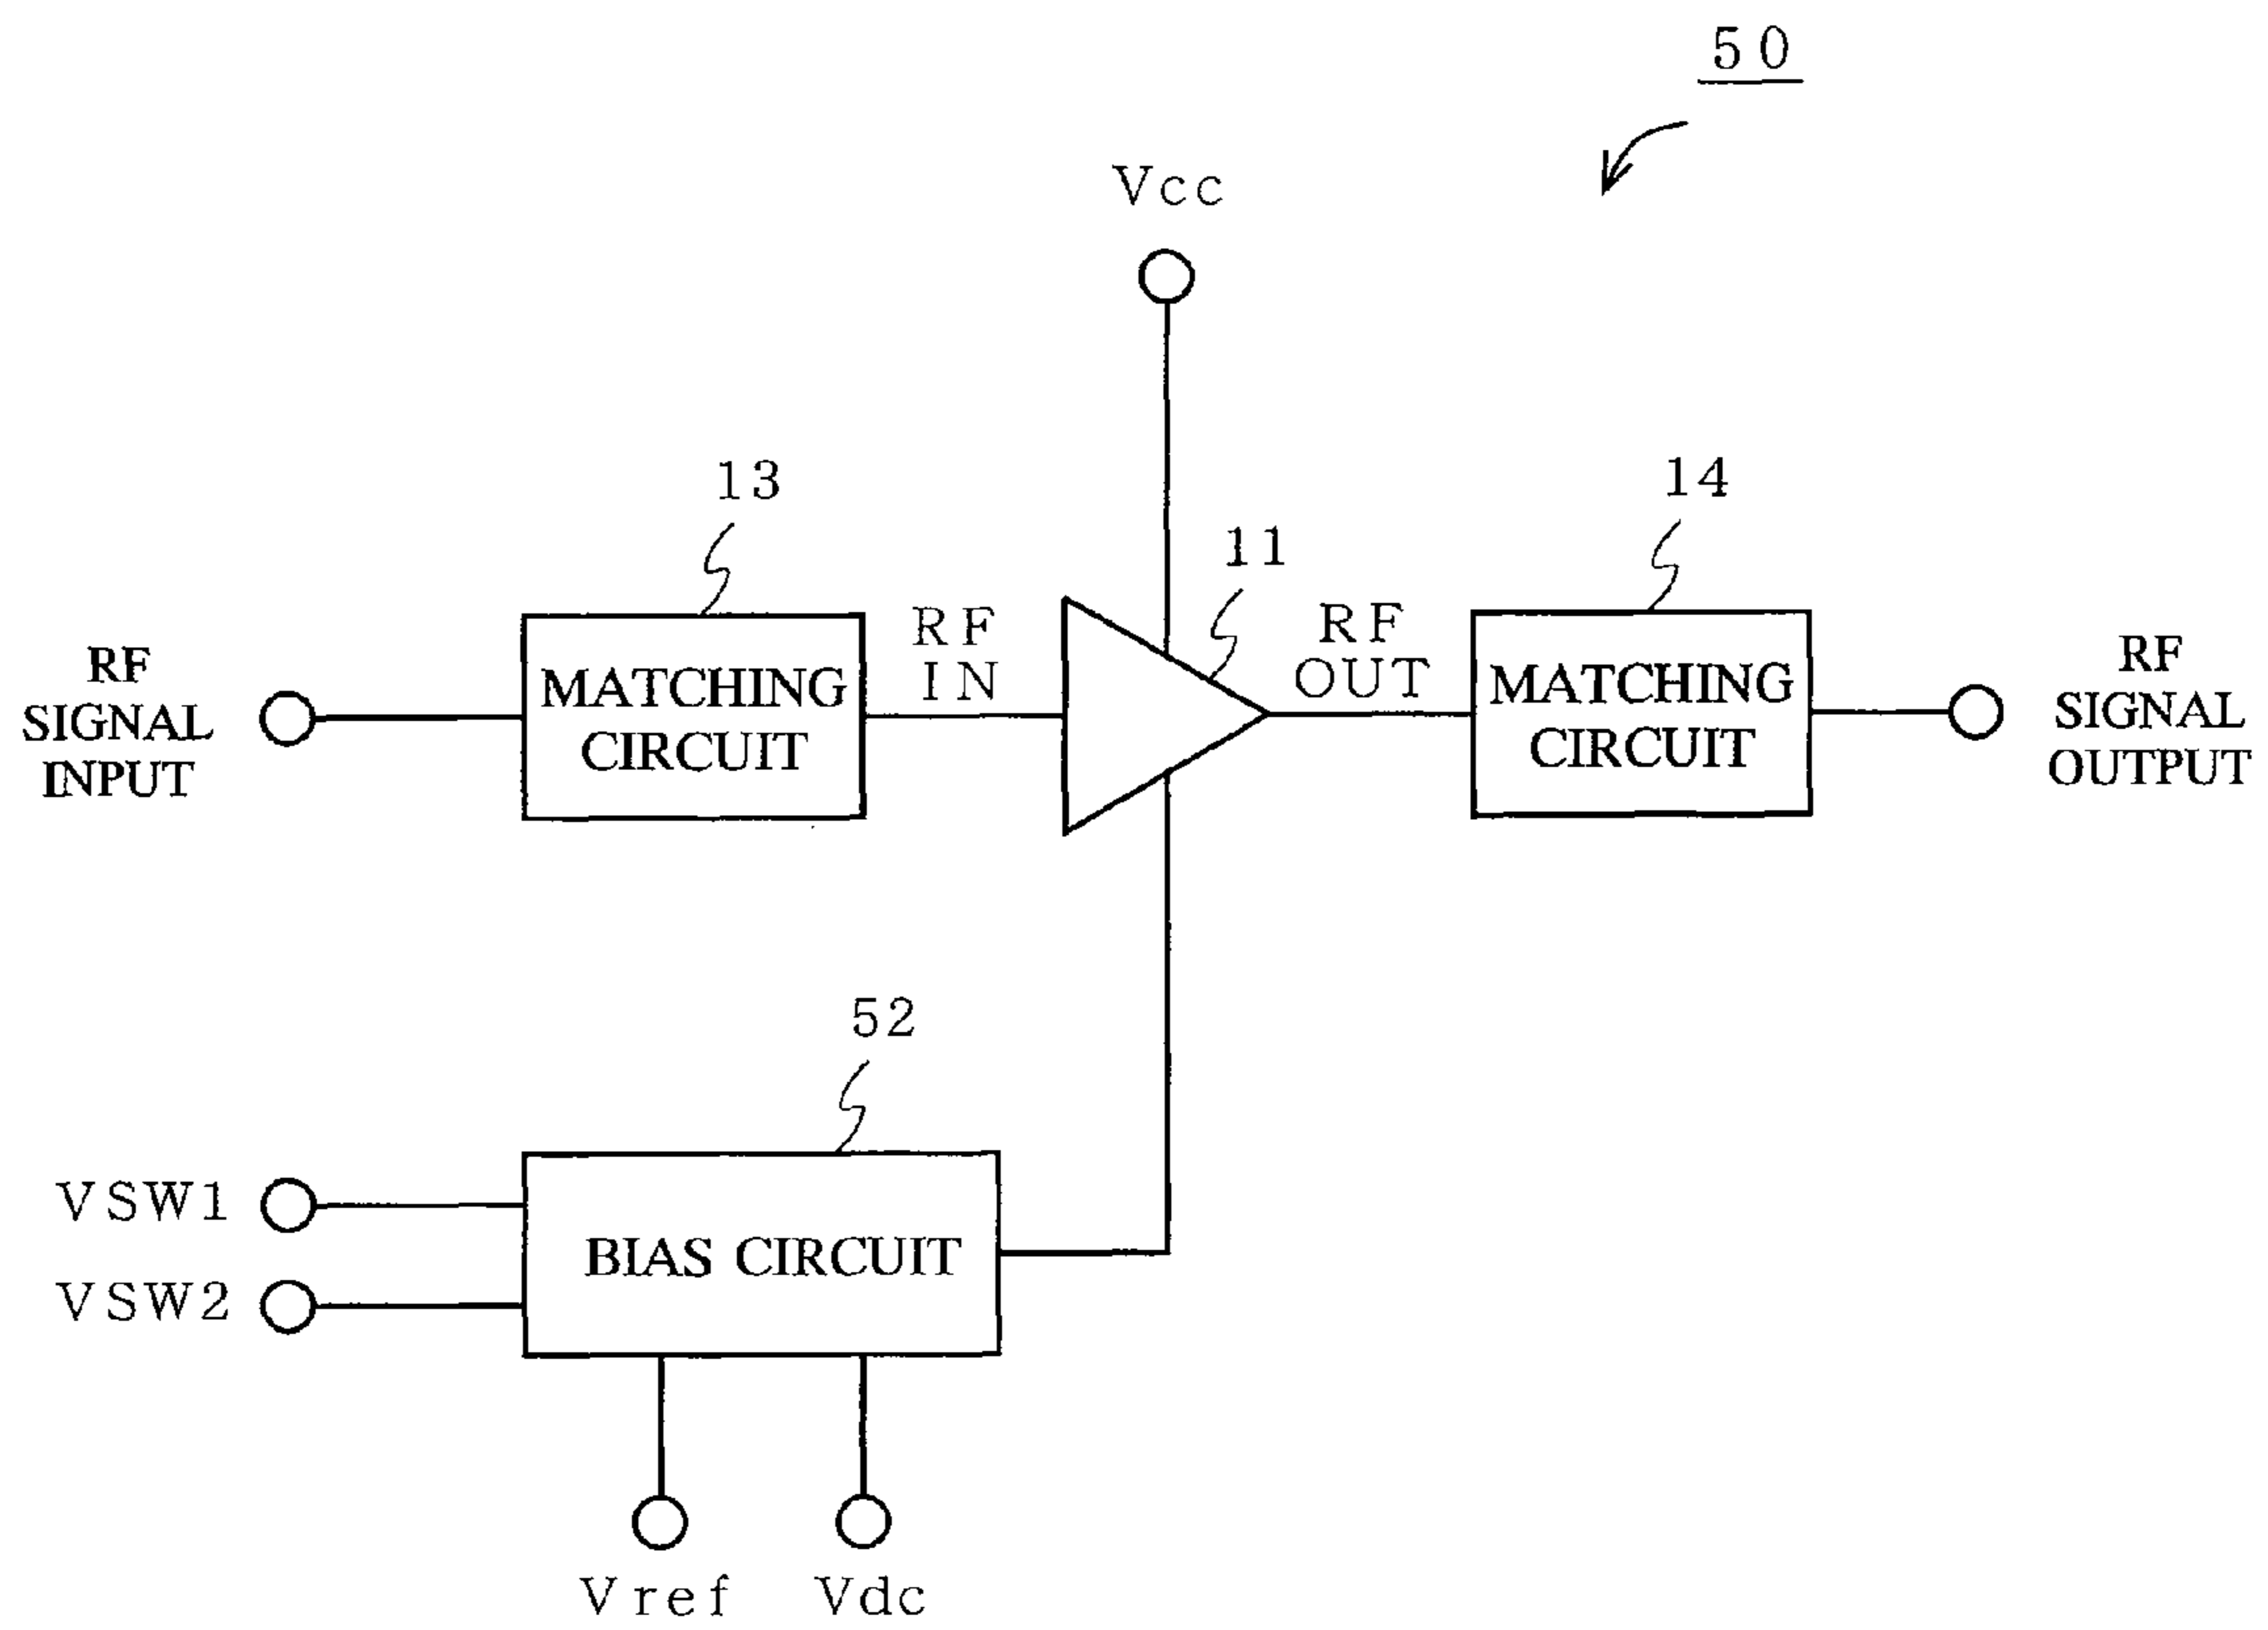 50
Vcc
13
14
11
RF
IN
RF
OUT
RF
SIGNAL
INPUT
MATCHING
CIRCUIT
MATCHING
CIRCUIT
RF
SIGNAL
OUTPUT
52
VSW1
VSW2
BIAS CIRCUIT
Vref
Vdc